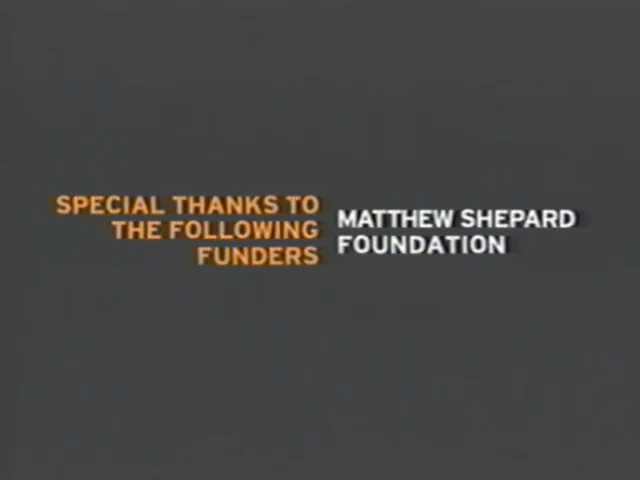 SPECIAL THANKS TO
THE FOLLOWING
FUNDERS
MATTHEW SHEPARD
FOUNDATION